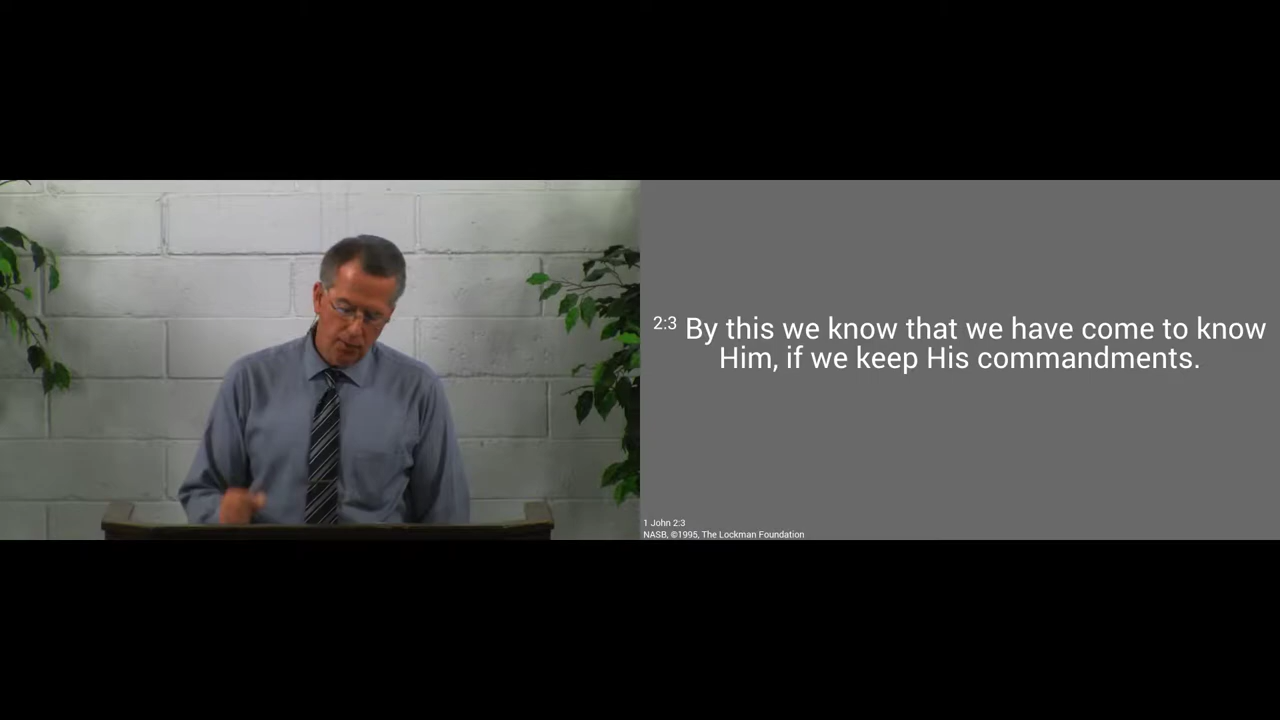 2:3 By this we know that we have come to know
Him, if we keep His commandments.
1 John 2:3
NASB, ©1995, The Lockman Foundation